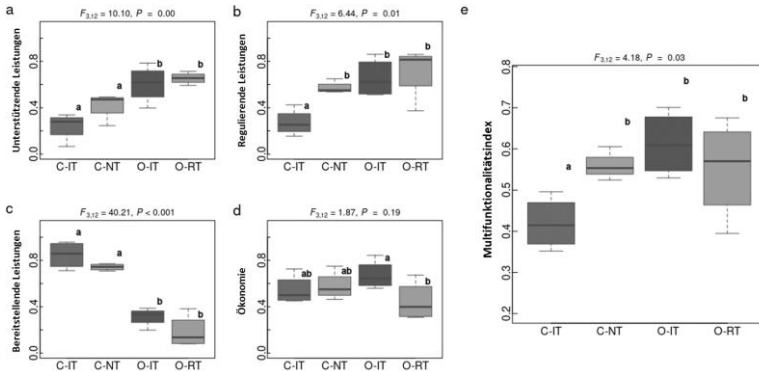 a
F3,12 = 10.10, P = 0.00
Unterstützende Leistungen
0.0 0.4 0.8
a a b b
C-IT C-NT O-IT O-RT
b
F3,12 = 6.44, P = 0.01
Regulierende Leistungen
0.0 0.4 0.8
a b b b
C-IT C-NT O-IT O-RT
c
F3,12 = 40.21, P < 0.001
Bereitstellende Leistungen
0.0 0.4 0.8
a a b b
C-IT C-NT O-IT O-RT
d
F3,12 = 1.87, P = 0.19
Ökonomie
0.0 0.4 0.8
ab ab a b
C-IT C-NT O-IT O-RT
e
F3,12 = 4.18, P = 0.03
Multifunktionalitätsindex
0.2 0.3 0.4 0.5 0.6 0.7 0.8
a b b b
C-IT C-NT O-IT O-RT